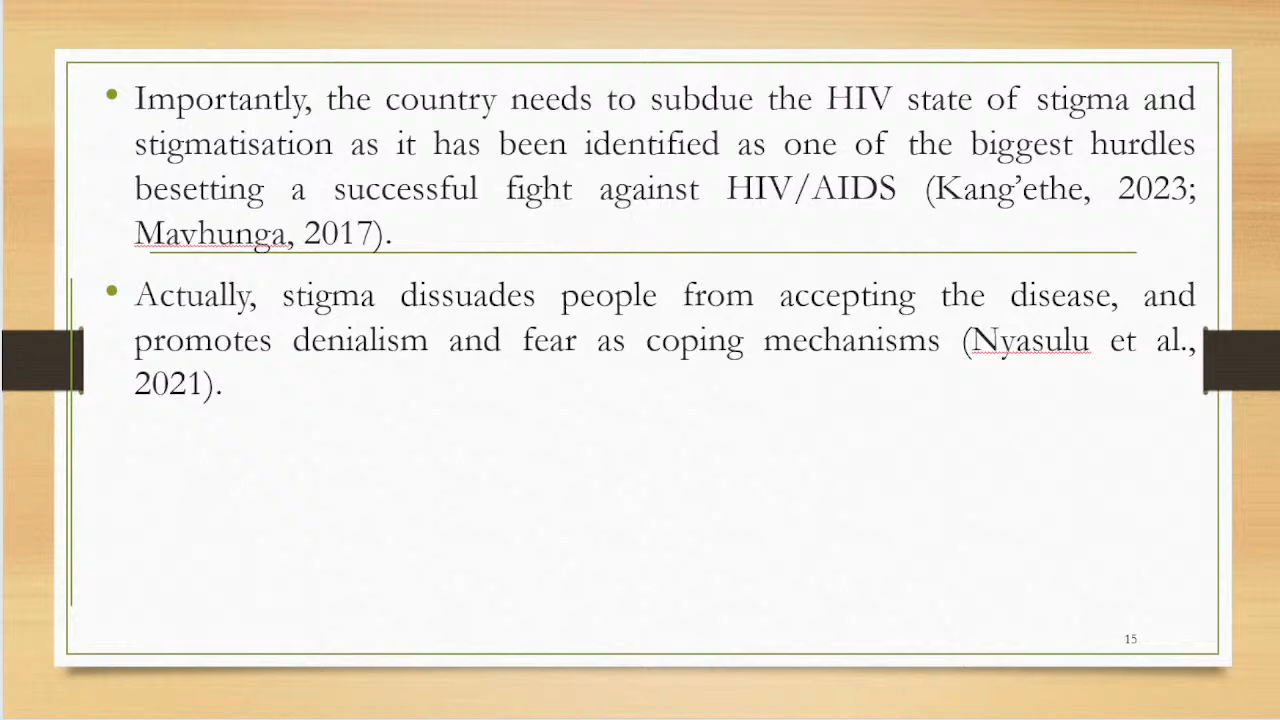 • Importantly, the country needs to subdue the HIV state of stigma and
stigmatisation as it has been identified as one of the biggest hurdles
besetting a successful fight against HIV/AIDS (Kang’ethe, 2023;
Mavhunga, 2017).
• Actually, stigma dissuades people from accepting the disease, and
promotes denialism and fear as coping mechanisms (Nyasulu et al.,
2021).
15